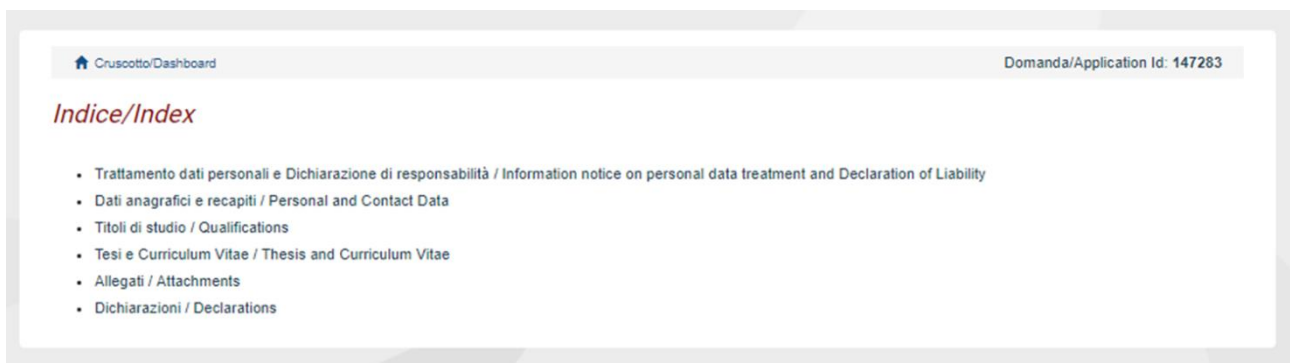 Cruscotto/Dashboard
Domanda/Application Id: 147283
Indice/Index
Trattamento dati personali e Dichiarazione di responsabilità / Information notice on personal data treatment and Declaration of Liability
Dati anagrafici e recapiti / Personal and Contact Data
Titoli di studio / Qualifications
Tesi e Curriculum Vitae / Thesis and Curriculum Vitae
Allegati / Attachments
Dichiarazioni / Declarations